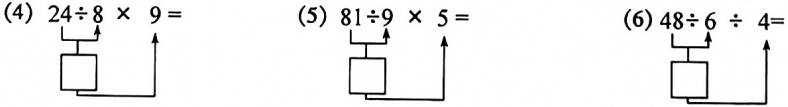 (4) 24÷8 × 9= (5) 81÷9 × 5= (6) 48÷6 ÷ 4=